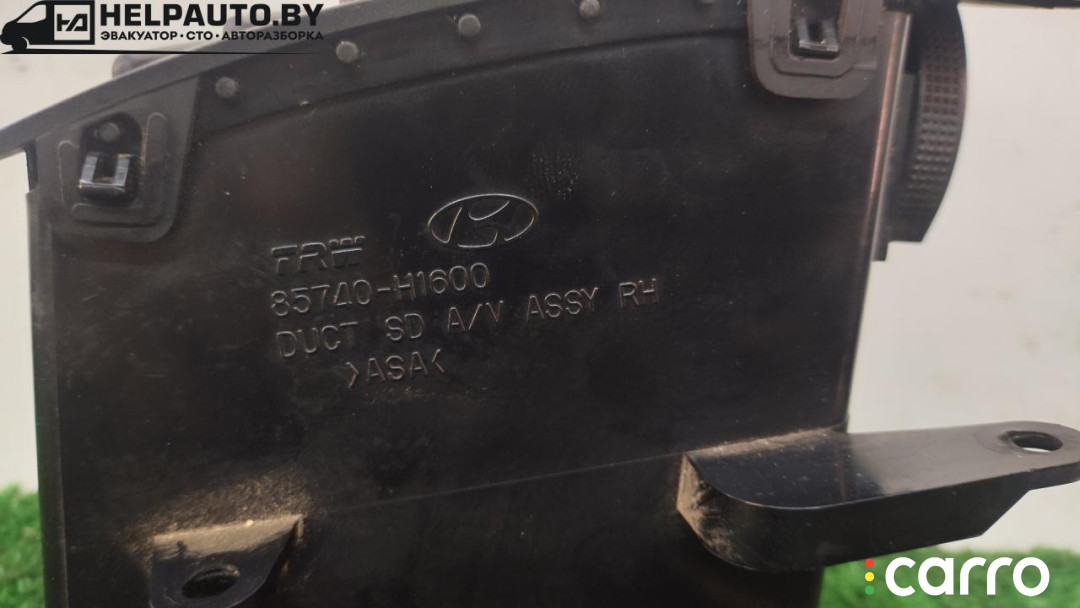 HELPAUTO.BY
ЭВАКУАТОР • СТО • АВТОРАЗБОРКА
TRW
85740-H1600
DUCT SD A/V ASSY RH
>ASA<
carro